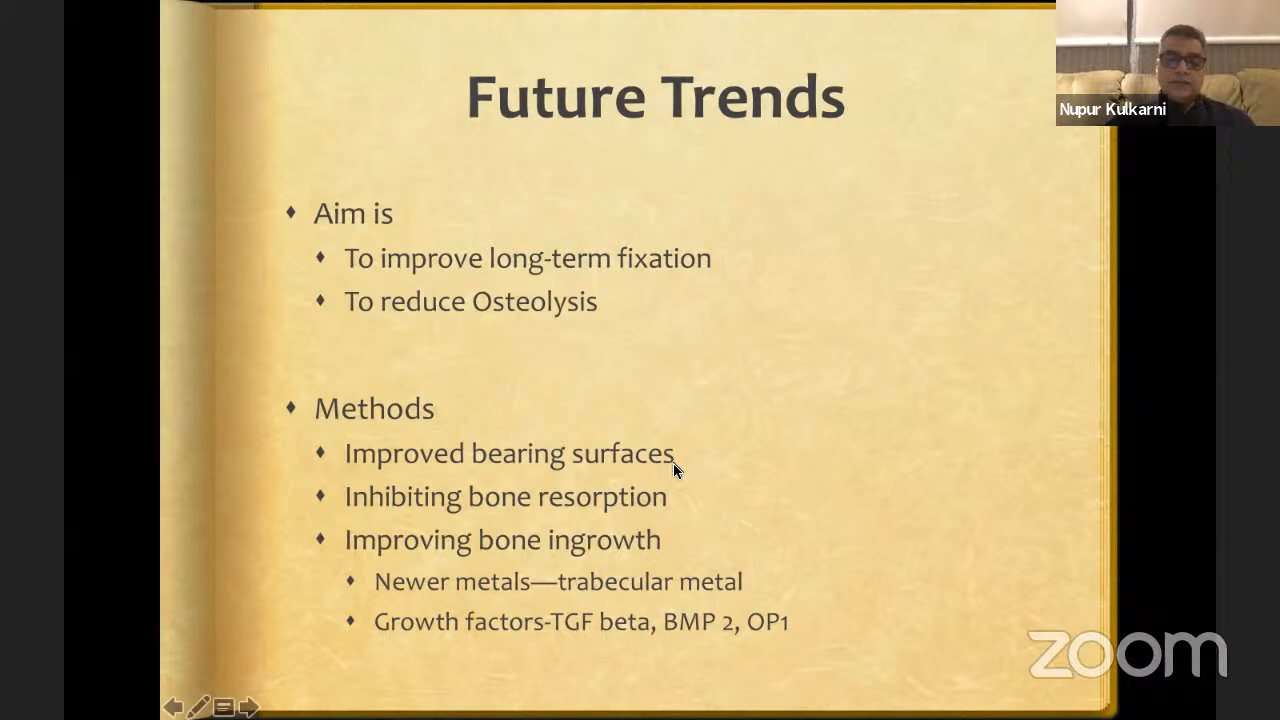 Future Trends
Nupur Kulkarni
Aim is
To improve long-term fixation
To reduce Osteolysis
Methods
Improved bearing surfaces
Inhibiting bone resorption
Improving bone ingrowth
Newer metals—trabecular metal
Growth factors-TGF beta, BMP 2, OP1
zoom